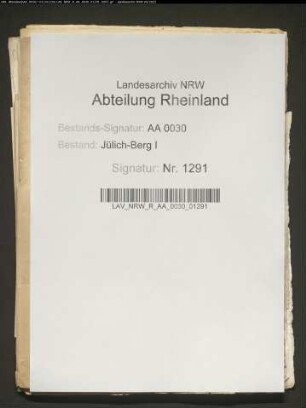 Landesarchiv NRW
Abteilung Rheinland
Bestands-Signatur: AA 0030
Bestand: Jülich-Berg I
Signatur: Nr. 1291
LAV_NRW_R_AA_0030_01291